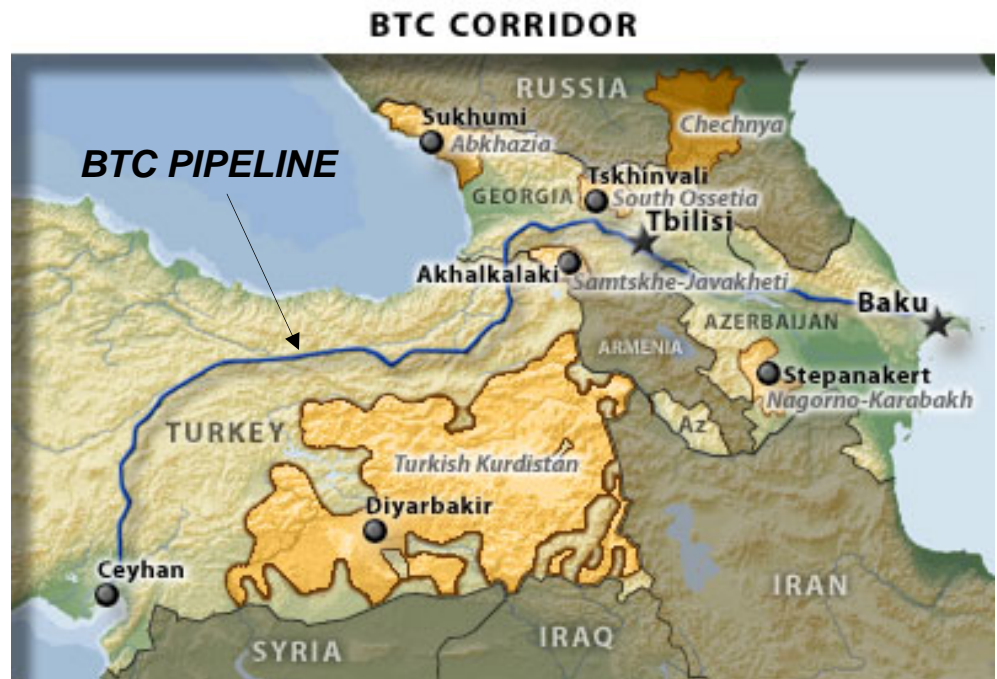 BTC CORRIDOR
RUSSIA
Sukhumi
Abkhazia
Chechnya
BTC PIPELINE
Tskhinvali
GEORGIA
South Ossetia
Tbilisi
Akhalkalaki
Samtskhe-Javakheti
Baku
AZERBAIJAN
ARMENIA
Stepanakert
Nagorno-Karabakh
Az
TURKEY
Turkish Kurdistan
Diyarbakir
Ceyhan
IRAN
IRAQ
SYRIA